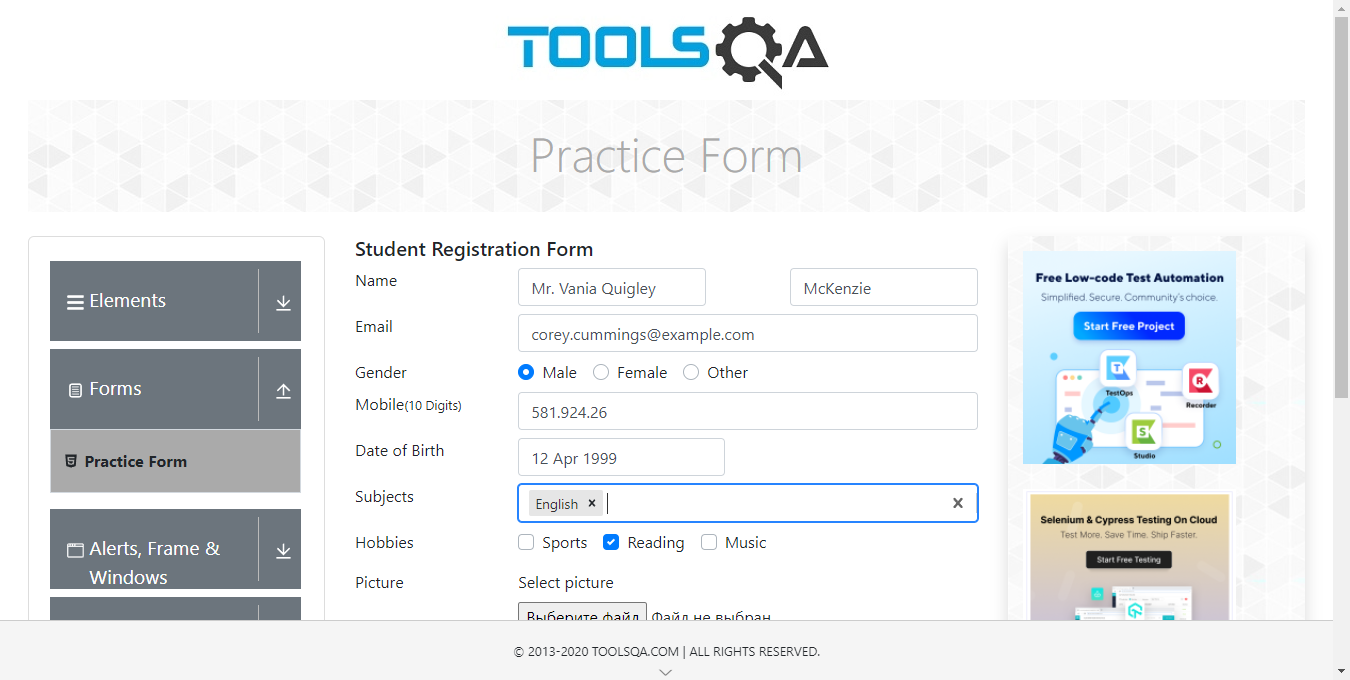 TOOLSQA
Practice Form
Elements
Forms
Practice Form
Alerts, Frame &
Windows
Student Registration Form
Name Mr. Vania Quigley McKenzie
Email corey.cummings@example.com
Gender Male Female Other
Mobile(10 Digits) 581.924.26
Date of Birth 12 Apr 1999
Subjects English
Hobbies Sports Reading Music
Picture Select picture
Выберите файл Файл не выбран
Free Low-code Test Automation
Simplified. Secure. Community's choice.
Start Free Project
TestOps
Recorder
Studio
Selenium & Cypress Testing On Cloud
Test More. Save Time. Ship Faster.
Start Free Testing
© 2013-2020 TOOLSQA.COM | ALL RIGHTS RESERVED.